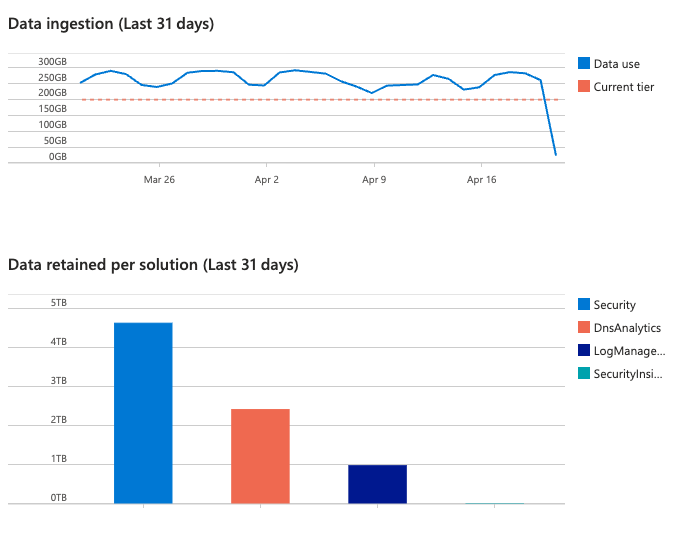 Data ingestion (Last 31 days)
300GB
250GB
200GB
150GB
100GB
50GB
0GB
Mar 26
Apr 2
Apr 9
Apr 16
Data use
Current tier
Data retained per solution (Last 31 days)
5TB
4TB
3TB
2TB
1TB
0TB
Security
DnsAnalytics
LogManage...
SecurityInsi...